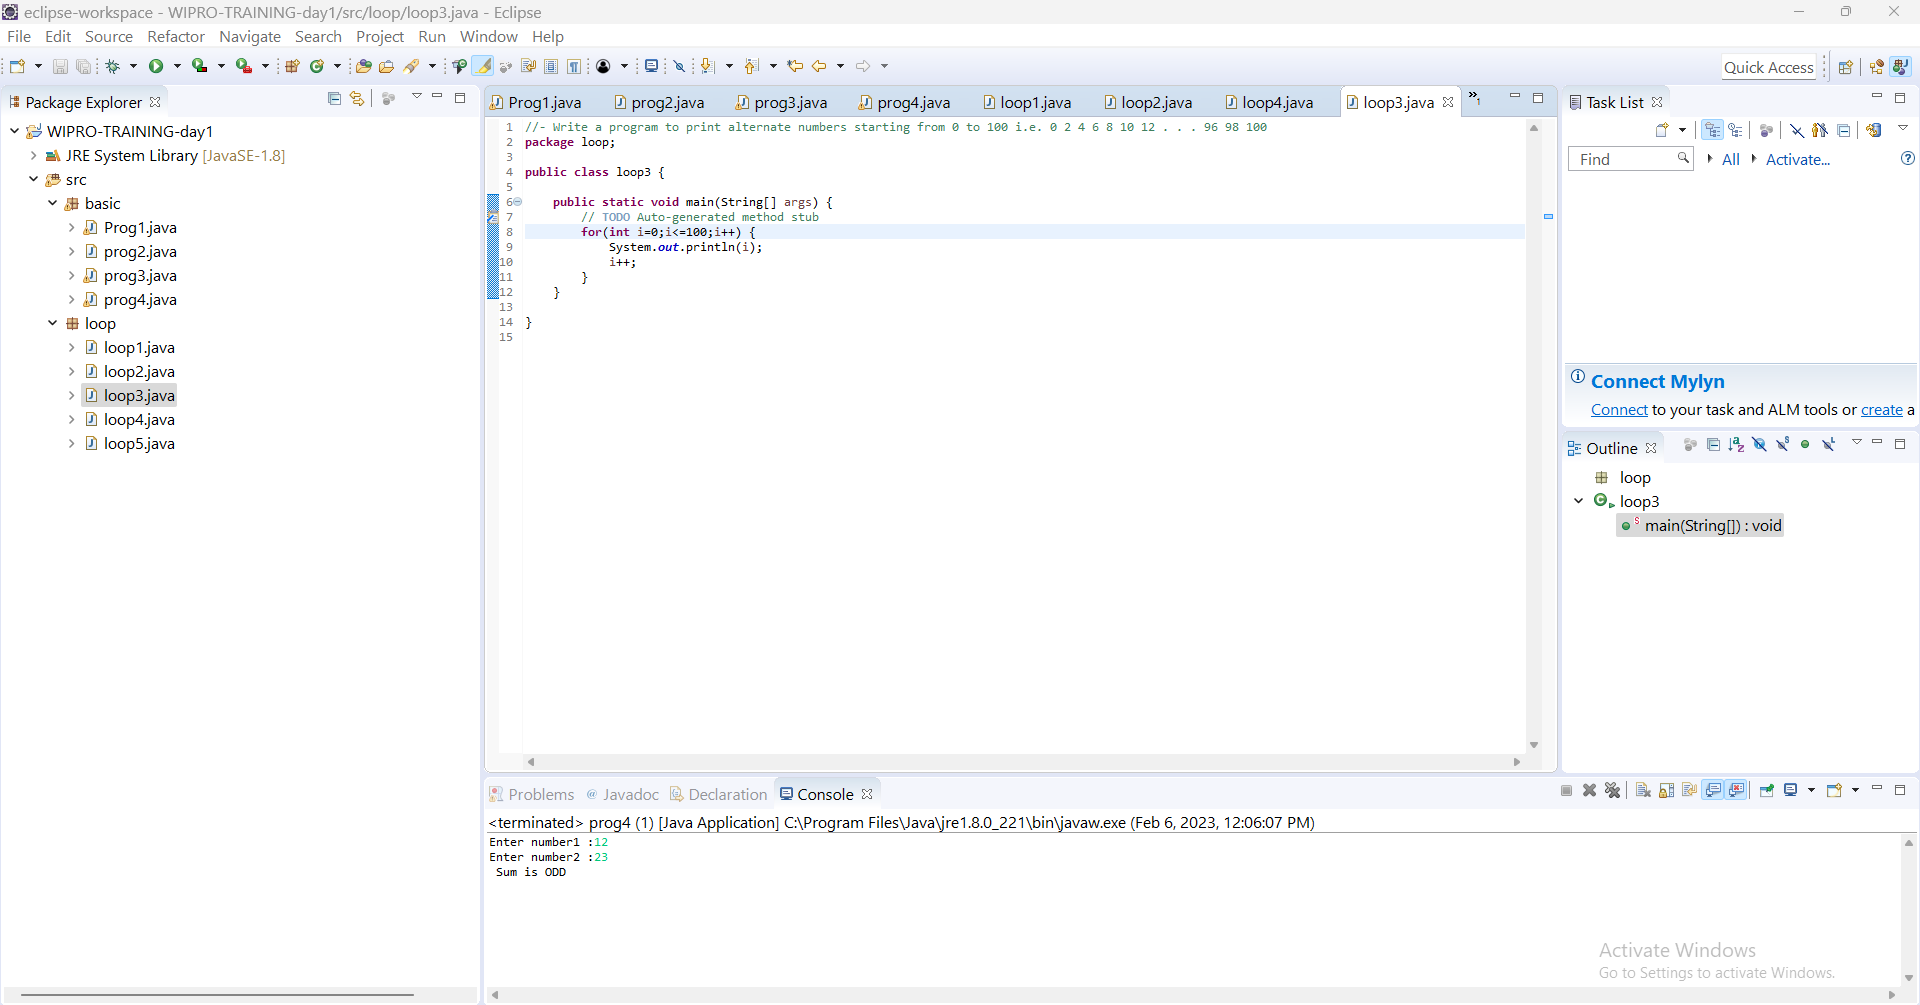 eclipse-workspace - WIPRO-TRAINING-day1/src/loop/loop3.java - Eclipse
File Edit Source Refactor Navigate Search Project Run Window Help
Quick Access
Package Explorer
WIPRO-TRAINING-day1
JRE System Library [JavaSE-1.8]
src
basic
Prog1.java
prog2.java
prog3.java
prog4.java
loop
loop1.java
loop2.java
loop3.java
loop4.java
loop5.java
Prog1.java prog2.java prog3.java prog4.java loop1.java loop2.java loop4.java loop3.java »1
1 //- Write a program to print alternate numbers starting from 0 to 100 i.e. 0 2 4 6 8 10 12 . . . 96 98 100
2 package loop;
3
4 public class loop3 {
5
6 public static void main(String[] args) {
7 // TODO Auto-generated method stub
8 for(int i=0;i<=100;i++) {
9 System.out.println(i);
10 i++;
11 }
12 }
13
14 }
15
Task List
Find All Activate...
Connect Mylyn
Connect to your task and ALM tools or create a
Outline
loop
loop3
main(String[]) : void
Problems Javadoc Declaration Console
<terminated> prog4 (1) [Java Application] C:\Program Files\Java\jre1.8.0_221\bin\javaw.exe (Feb 6, 2023, 12:06:07 PM)
Enter number1 :12
Enter number2 :23
Sum is ODD
Activate Windows
Go to Settings to activate Windows.